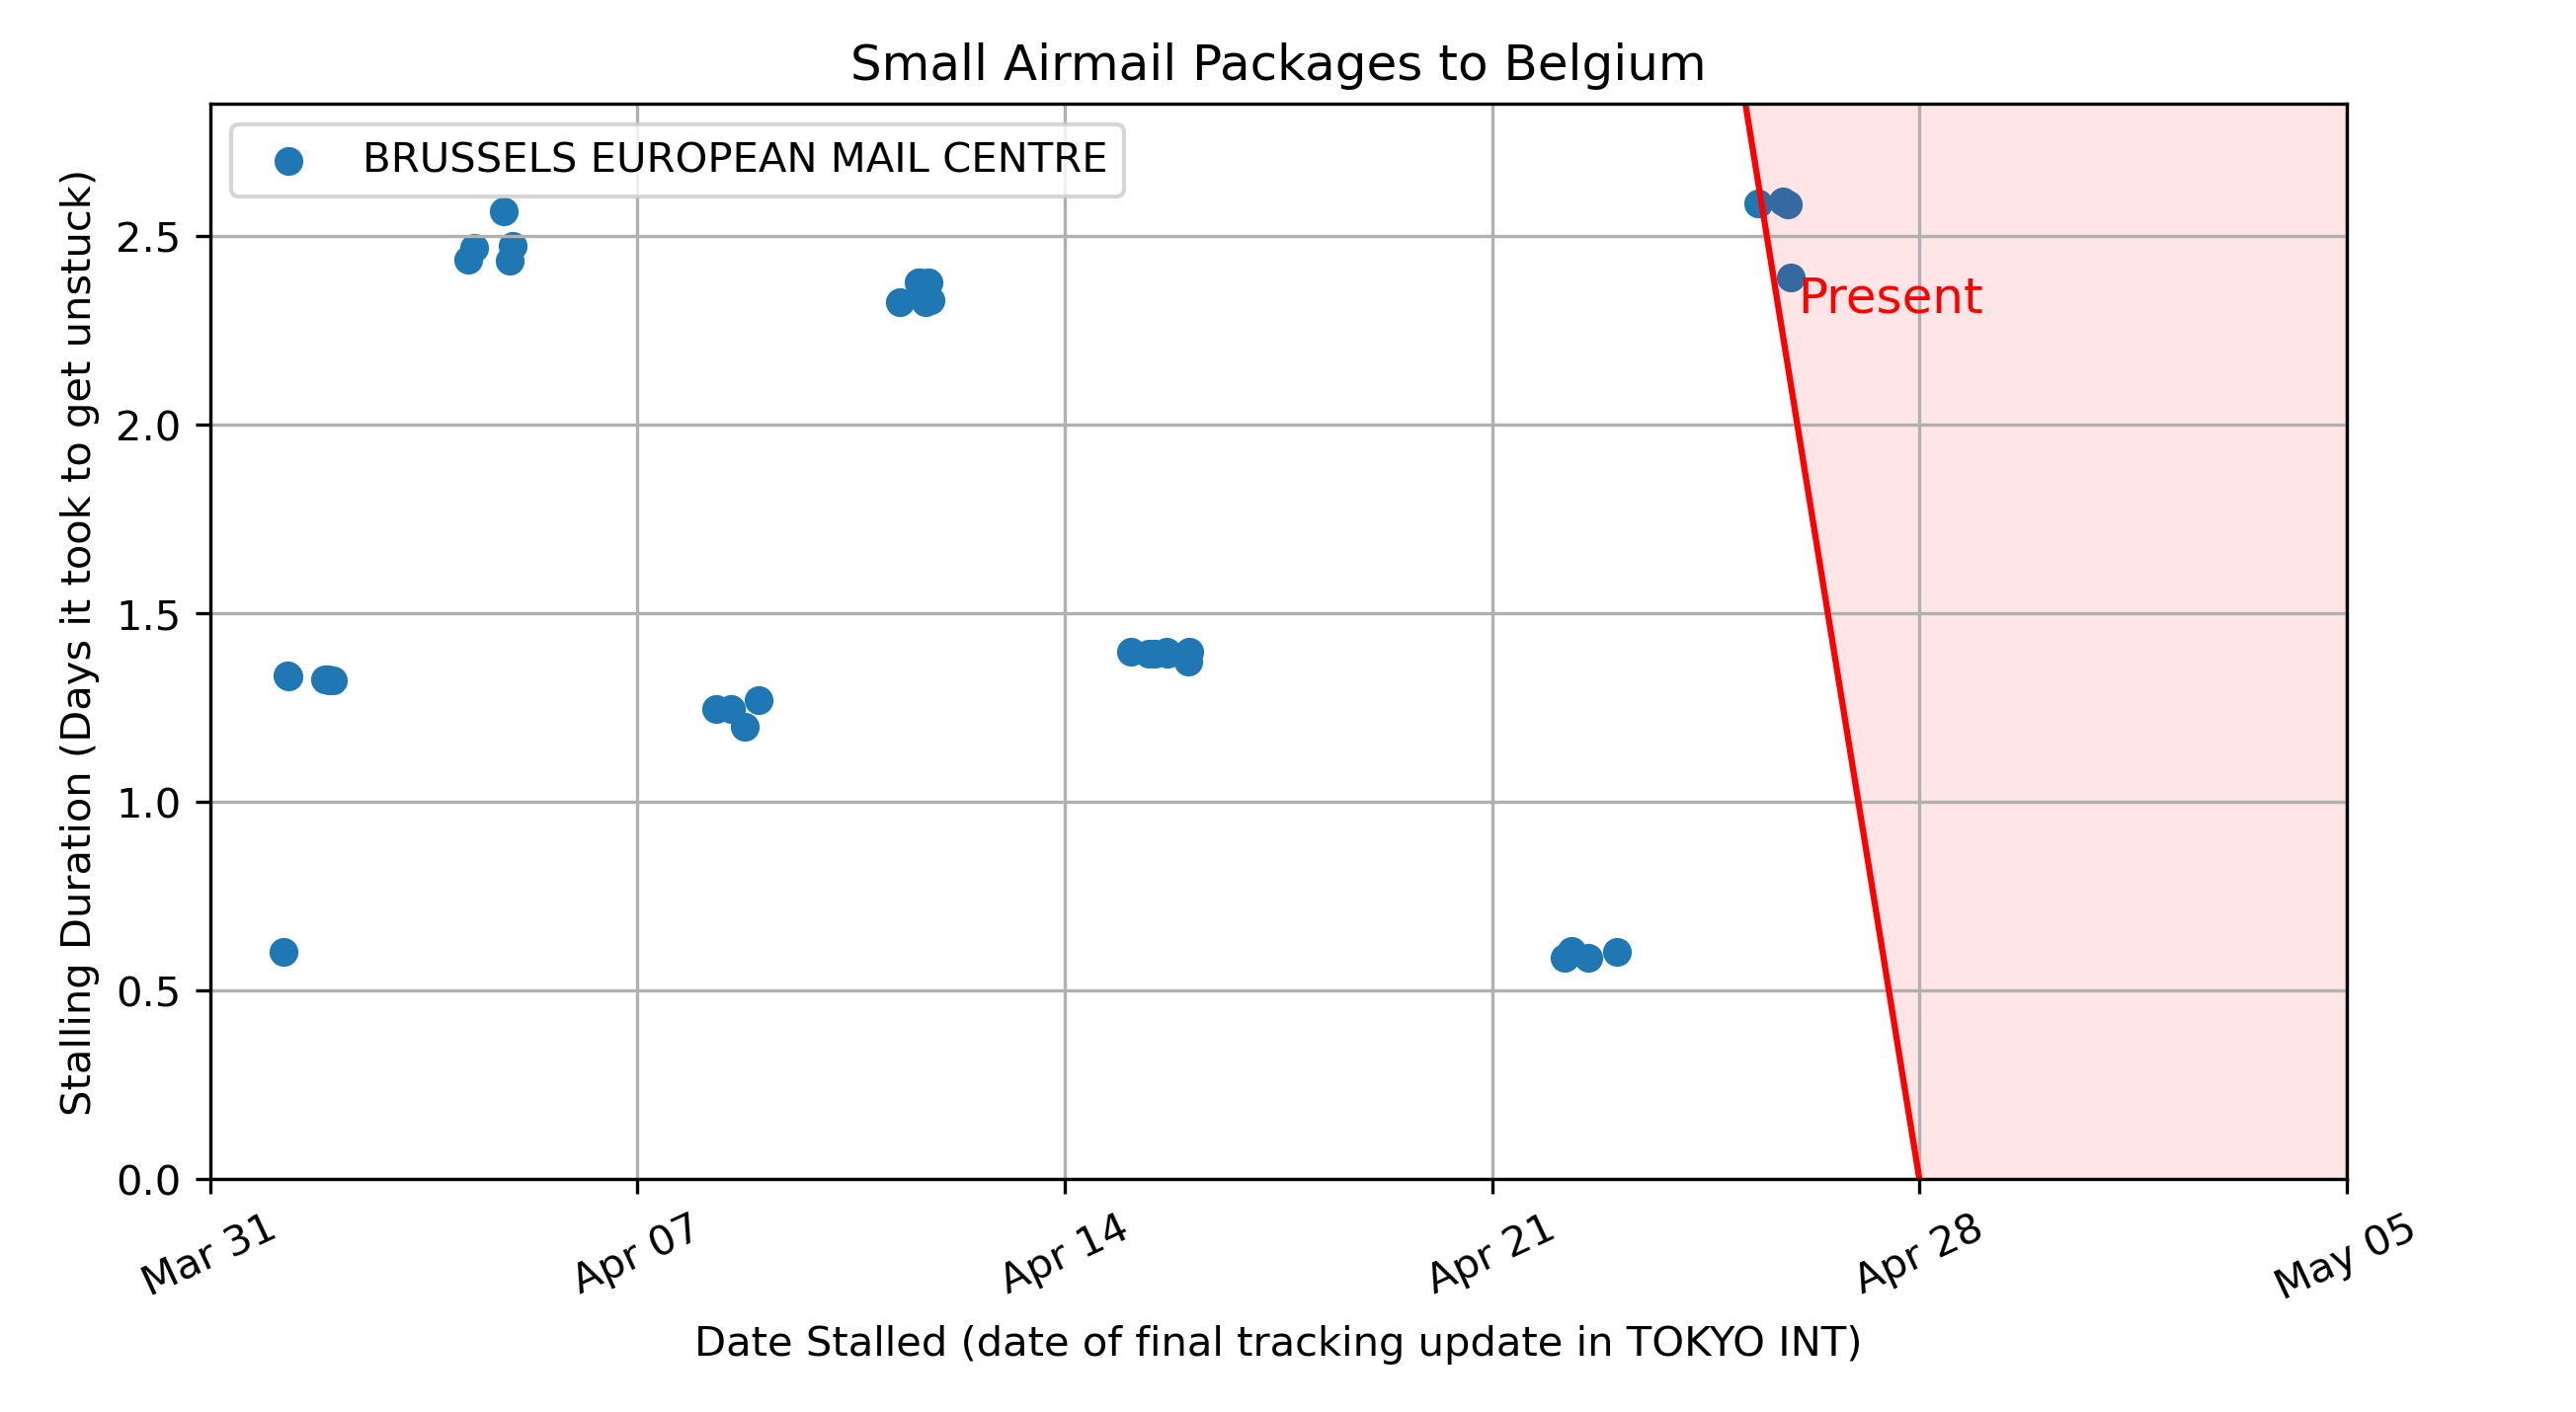 Small Airmail Packages to Belgium
BRUSSELS EUROPEAN MAIL CENTRE
Stalling Duration (Days it took to get unstuck)
2.5
2.0
1.5
1.0
0.5
0.0
Present
Mar 31
Apr 07
Apr 14
Apr 21
Apr 28
May 05
Date Stalled (date of final tracking update in TOKYO INT)